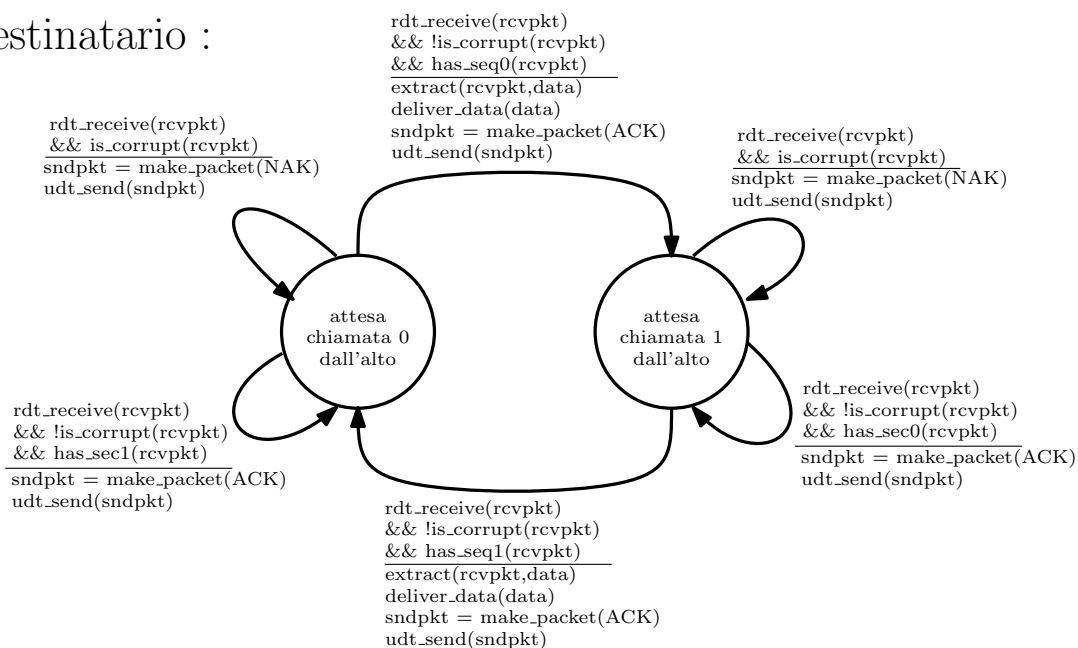 estinatario :
rdt_receive(rcvpkt)
&& !is_corrupt(rcvpkt)
&& has_seq0(rcvpkt)
extract(rcvpkt,data)
deliver_data(data)
sndpkt = make_packet(ACK)
udt_send(sndpkt)
rdt_receive(rcvpkt)
&& is_corrupt(rcvpkt)
sndpkt = make_packet(NAK)
udt_send(sndpkt)
rdt_receive(rcvpkt)
&& is_corrupt(rcvpkt)
sndpkt = make_packet(NAK)
udt_send(sndpkt)
attesa
chiamata 0
dall'alto
attesa
chiamata 1
dall'alto
rdt_receive(rcvpkt)
&& !is_corrupt(rcvpkt)
&& has_sec1(rcvpkt)
sndpkt = make_packet(ACK)
udt_send(sndpkt)
rdt_receive(rcvpkt)
&& !is_corrupt(rcvpkt)
&& has_sec0(rcvpkt)
sndpkt = make_packet(ACK)
udt_send(sndpkt)
rdt_receive(rcvpkt)
&& !is_corrupt(rcvpkt)
&& has_seq1(rcvpkt)
extract(rcvpkt,data)
deliver_data(data)
sndpkt = make_packet(ACK)
udt_send(sndpkt)